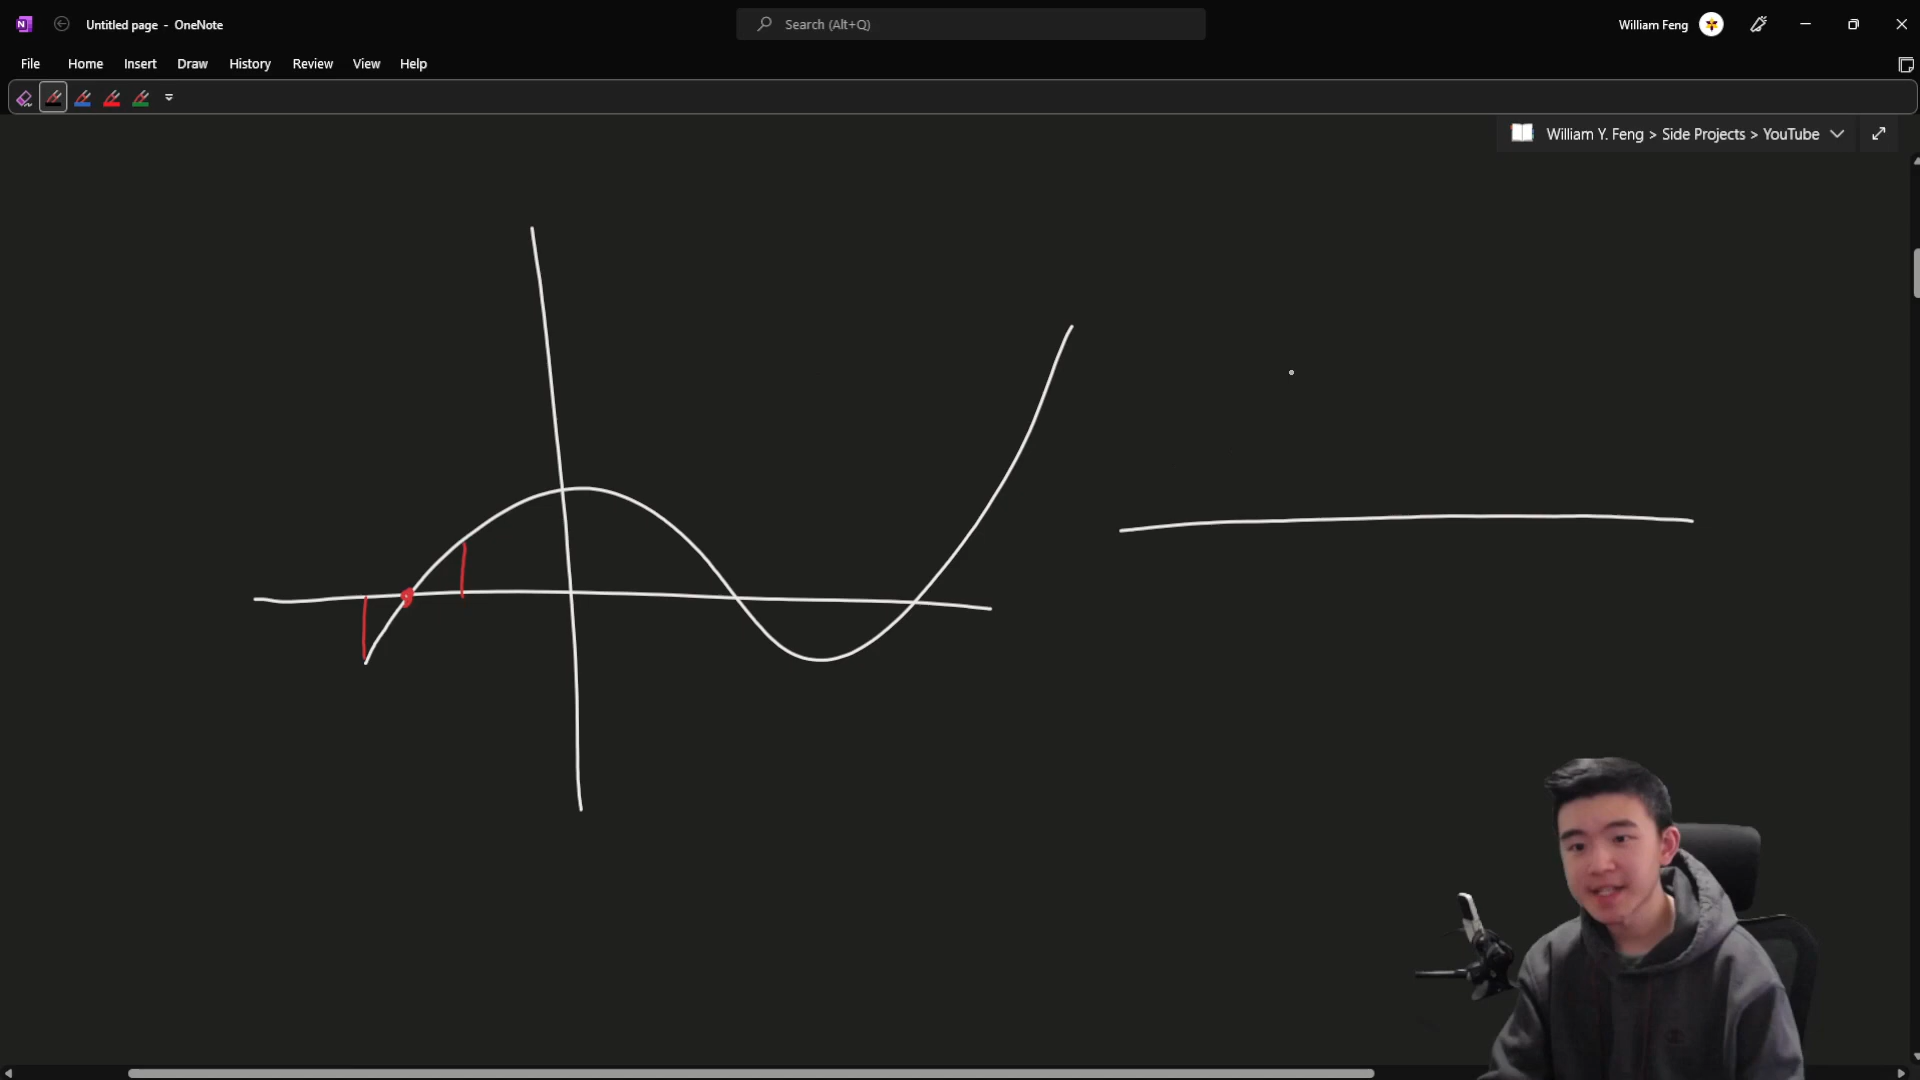 Untitled page - OneNote
Search (Alt+Q)
William Feng
File Home Insert Draw History Review View Help
William Y. Feng > Side Projects > YouTube